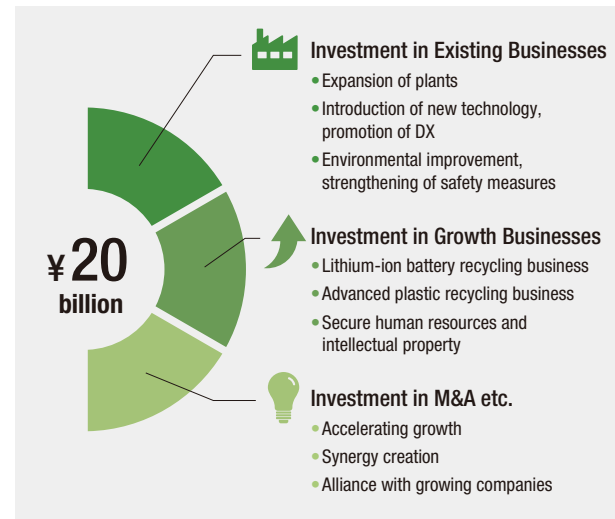 Investment in Existing Businesses
• Expansion of plants
• Introduction of new technology,
promotion of DX
• Environmental improvement,
strengthening of safety measures
¥20
billion
Investment in Growth Businesses
• Lithium-ion battery recycling business
• Advanced plastic recycling business
• Secure human resources and
intellectual property
Investment in M&A etc.
• Accelerating growth
• Synergy creation
• Alliance with growing companies